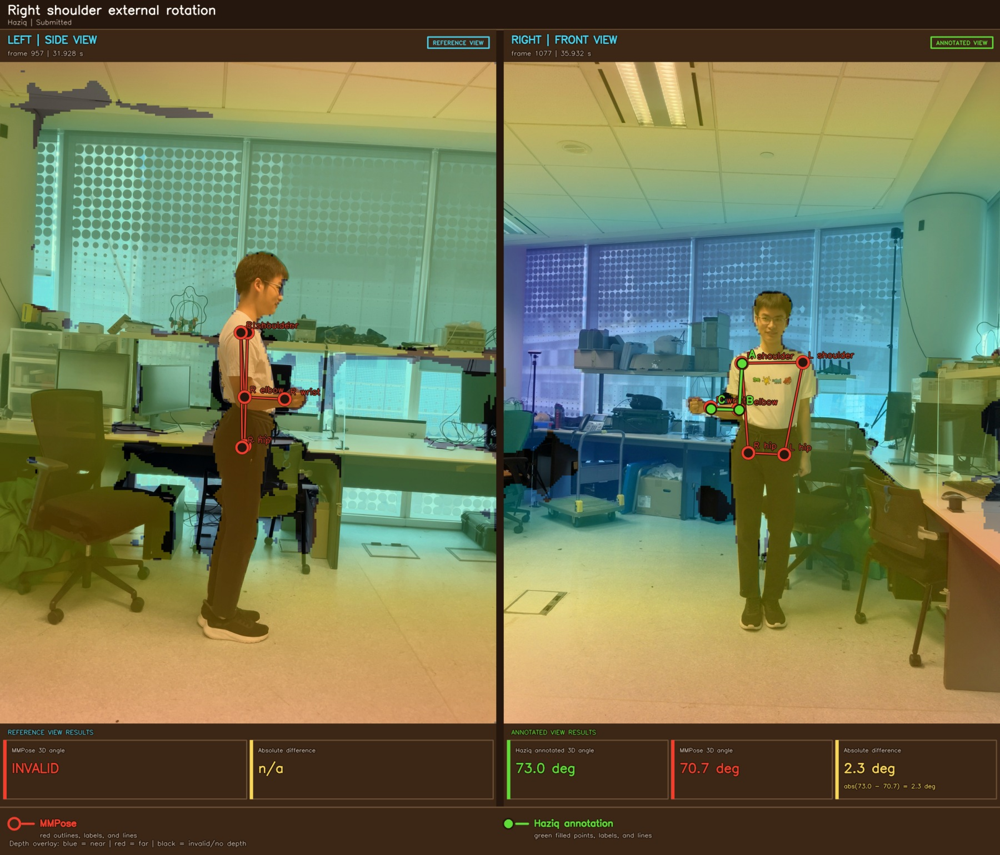 Right shoulder external rotation
Haziq | Submitted
LEFT | SIDE VIEW
REFERENCE VIEW
frame 957 | 31.928 s
RIGHT | FRONT VIEW
ANNOTATED VIEW
frame 1077 | 35.932 s
R shoulder
R elbow
R wrist
R hip
A
shoulder
L shoulder
C
B
elbow
R hip
L hip
REFERENCE VIEW RESULTS
MMPose 3D angle
INVALID
Absolute difference
n/a
ANNOTATED VIEW RESULTS
Haziq annotated 3D angle
73.0 deg
MMPose 3D angle
70.7 deg
Absolute difference
2.3 deg
abs(73.0 - 70.7) = 2.3 deg
MMPose
red outlines, labels, and lines
Depth overlay: blue = near | red = far | black = invalid/no depth
Haziq annotation
green filled points, labels, and lines